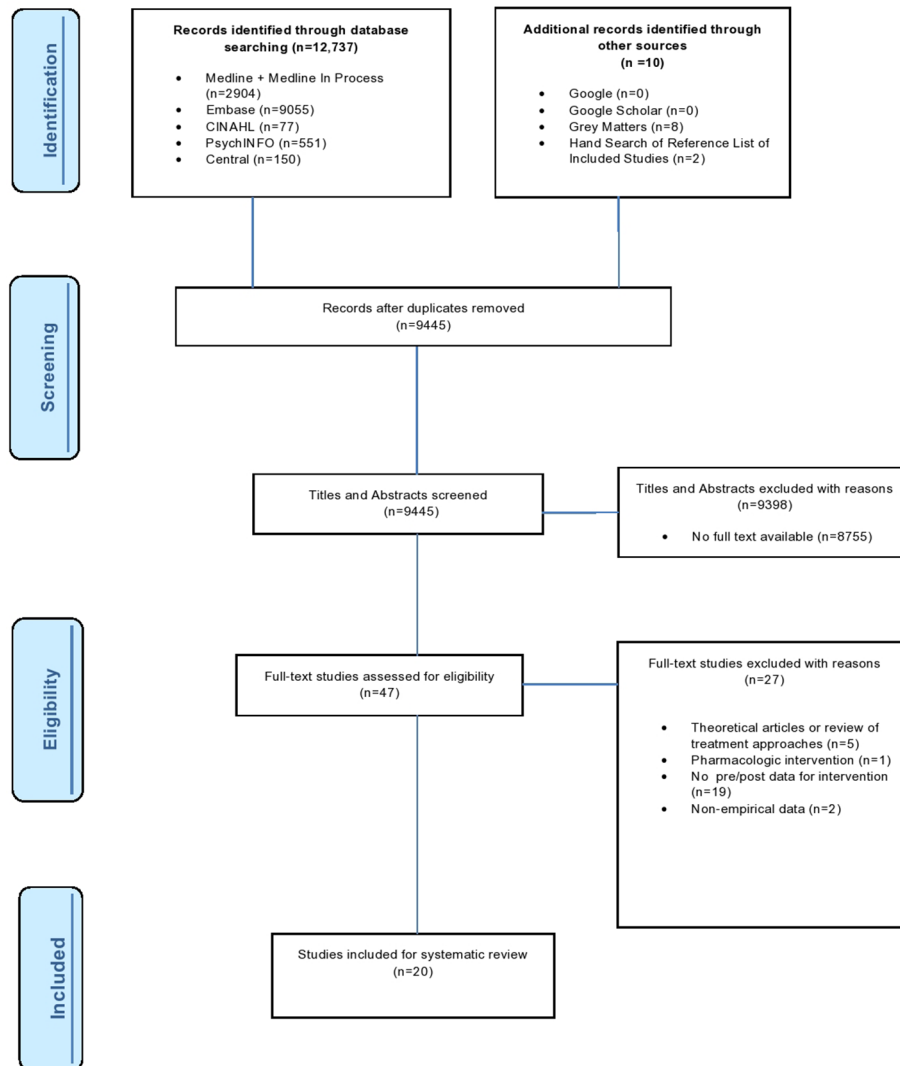 Identification
Records identified through database
searching (n=12,737)
• Medline + Medline In Process
(n=2904)
• Embase (n=9055)
• CINAHL (n=77)
• PsychINFO (n=551)
• Central (n=150)
Additional records identified through
other sources
(n =10)
• Google (n=0)
• Google Scholar (n=0)
• Grey Matters (n=8)
• Hand Search of Reference List of
Included Studies (n=2)
Screening
Records after duplicates removed
(n=9445)
Titles and Abstracts screened
(n=9445)
Titles and Abstracts excluded with reasons
(n=9398)
• No full text available (n=8755)
Eligibility
Full-text studies assessed for eligibility
(n=47)
Full-text studies excluded with reasons
(n=27)
• Theoretical articles or review of
treatment approaches (n=5)
• Pharmacologic intervention (n=1)
• No pre/post data for intervention
(n=19)
• Non-empirical data (n=2)
Included
Studies included for systematic review
(n=20)